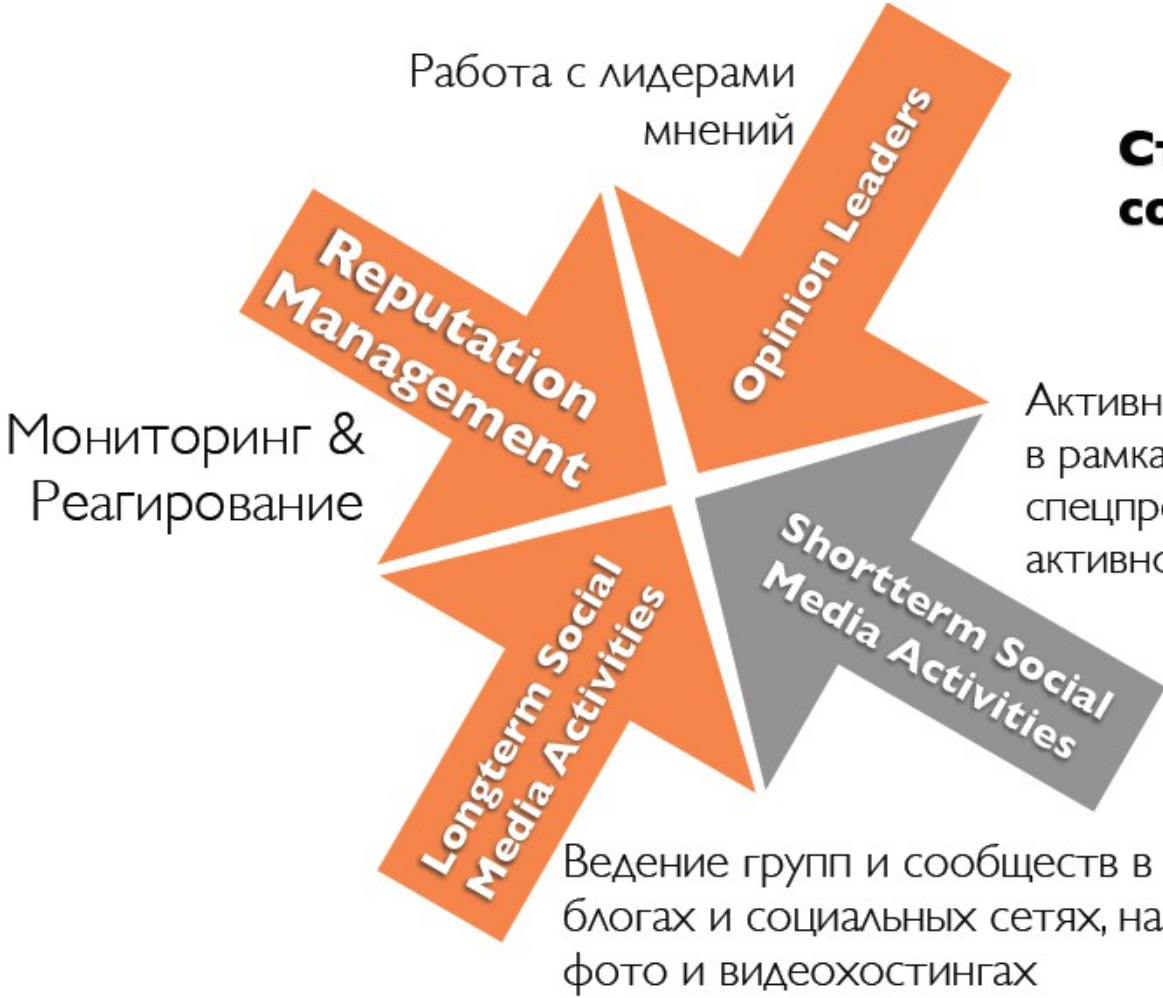 Работа с лидерами
мнений
Opinion Leaders
Reputation
Management
Мониторинг &
Реагирование
Shortterm Social
Media Activities
Longterm Social
Media Activities
Ведение групп и сообществ в
блогах и социальных сетях, на
фото и видеохостингах